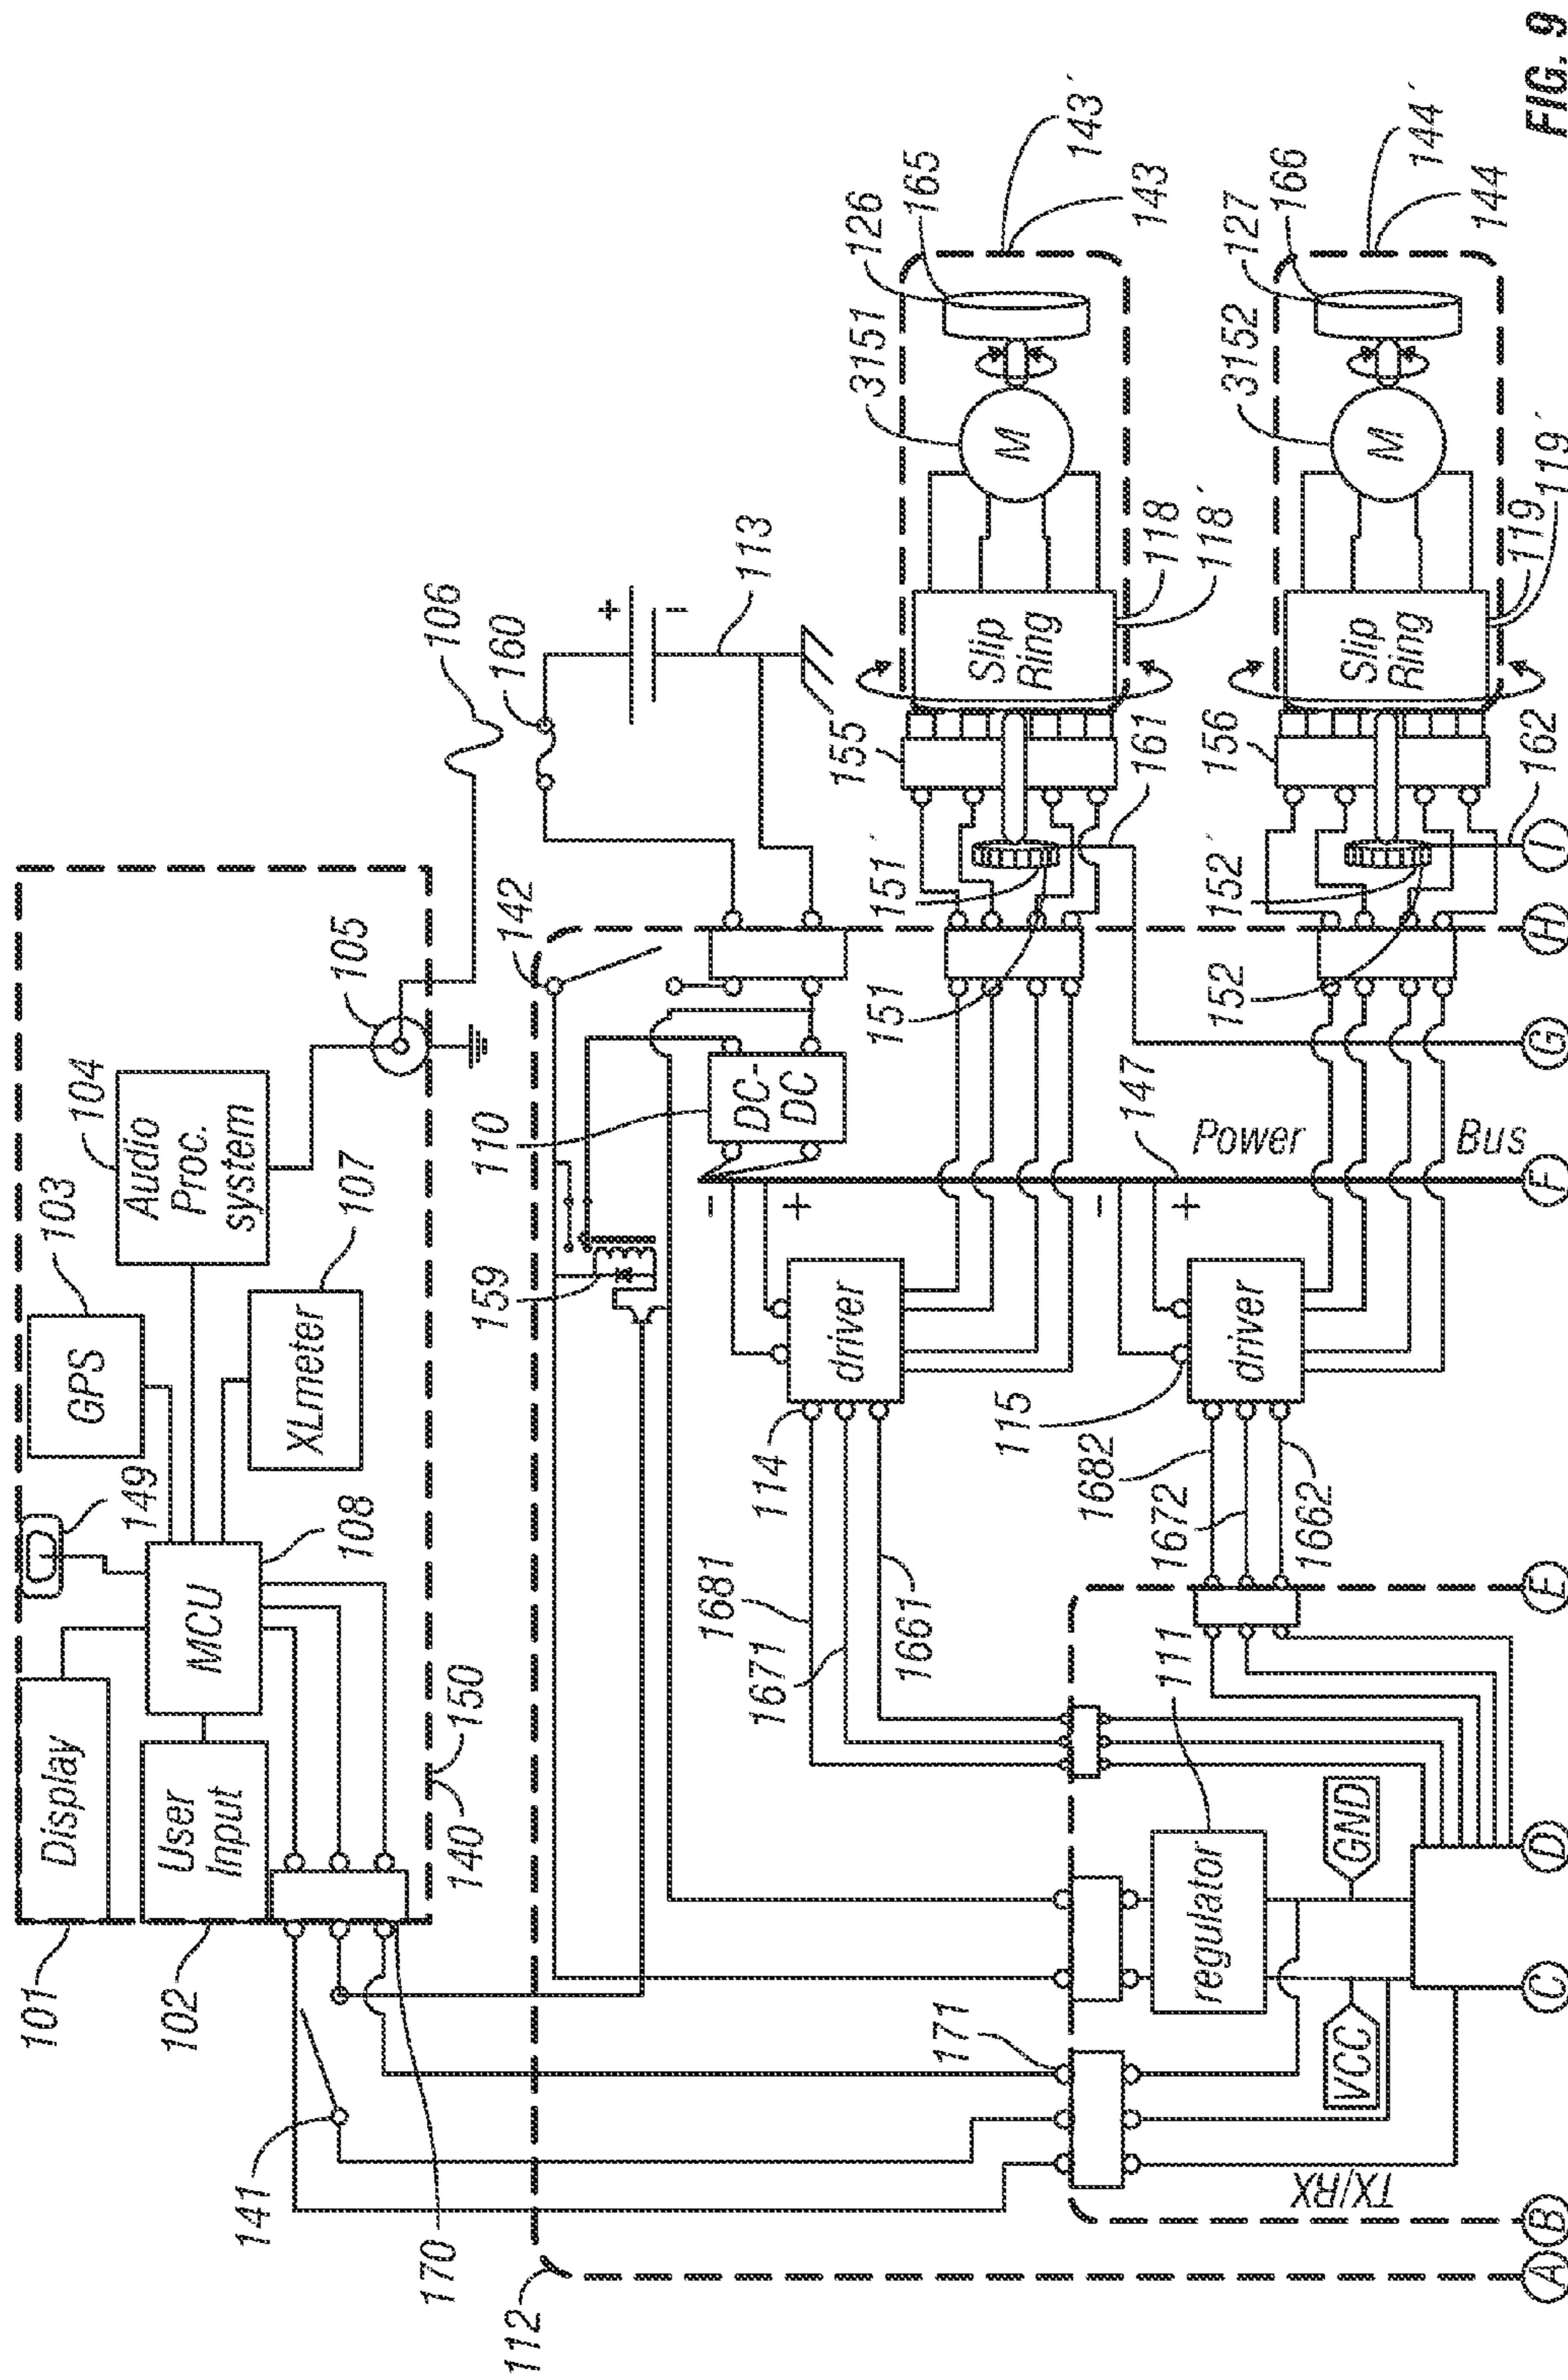 101
Display
102
User
Input
MCU
108
149
GPS
103
XLmeter
107
Audio
Proc.
system
104
105
106
140
150
141
170
112
142
159
110
DC-
DC
160
+
-
113
155
114
driver
1681
1671
1661
-
+
147
Power
Bus
-
+
115
driver
1682
1672
1662
111
regulator
171
TX/RX
VCC
GND
151
151´
161
155
Slip
Ring
118
118´
3151
M
126
165
143´
143
152
152´
162
156
Slip
Ring
119
119´
3152
M
127
166
144´
144
A
B
C
D
E
F
G
H
I
FIG. 9